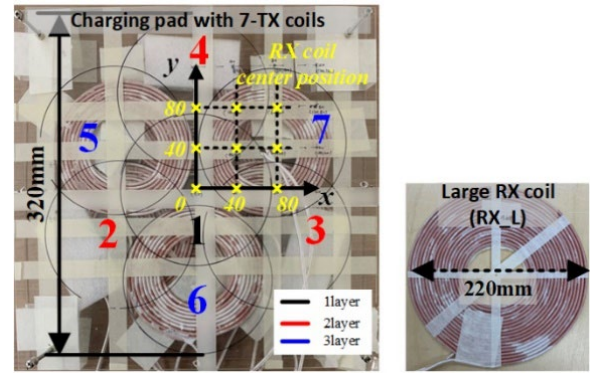 Charging pad with 7-TX coils
4
y
RX coil
center position
80
5
7
40
320mm
x
0
40
80
2
1
3
6
1layer
2layer
3layer
Large RX coil
(RX_L)
220mm